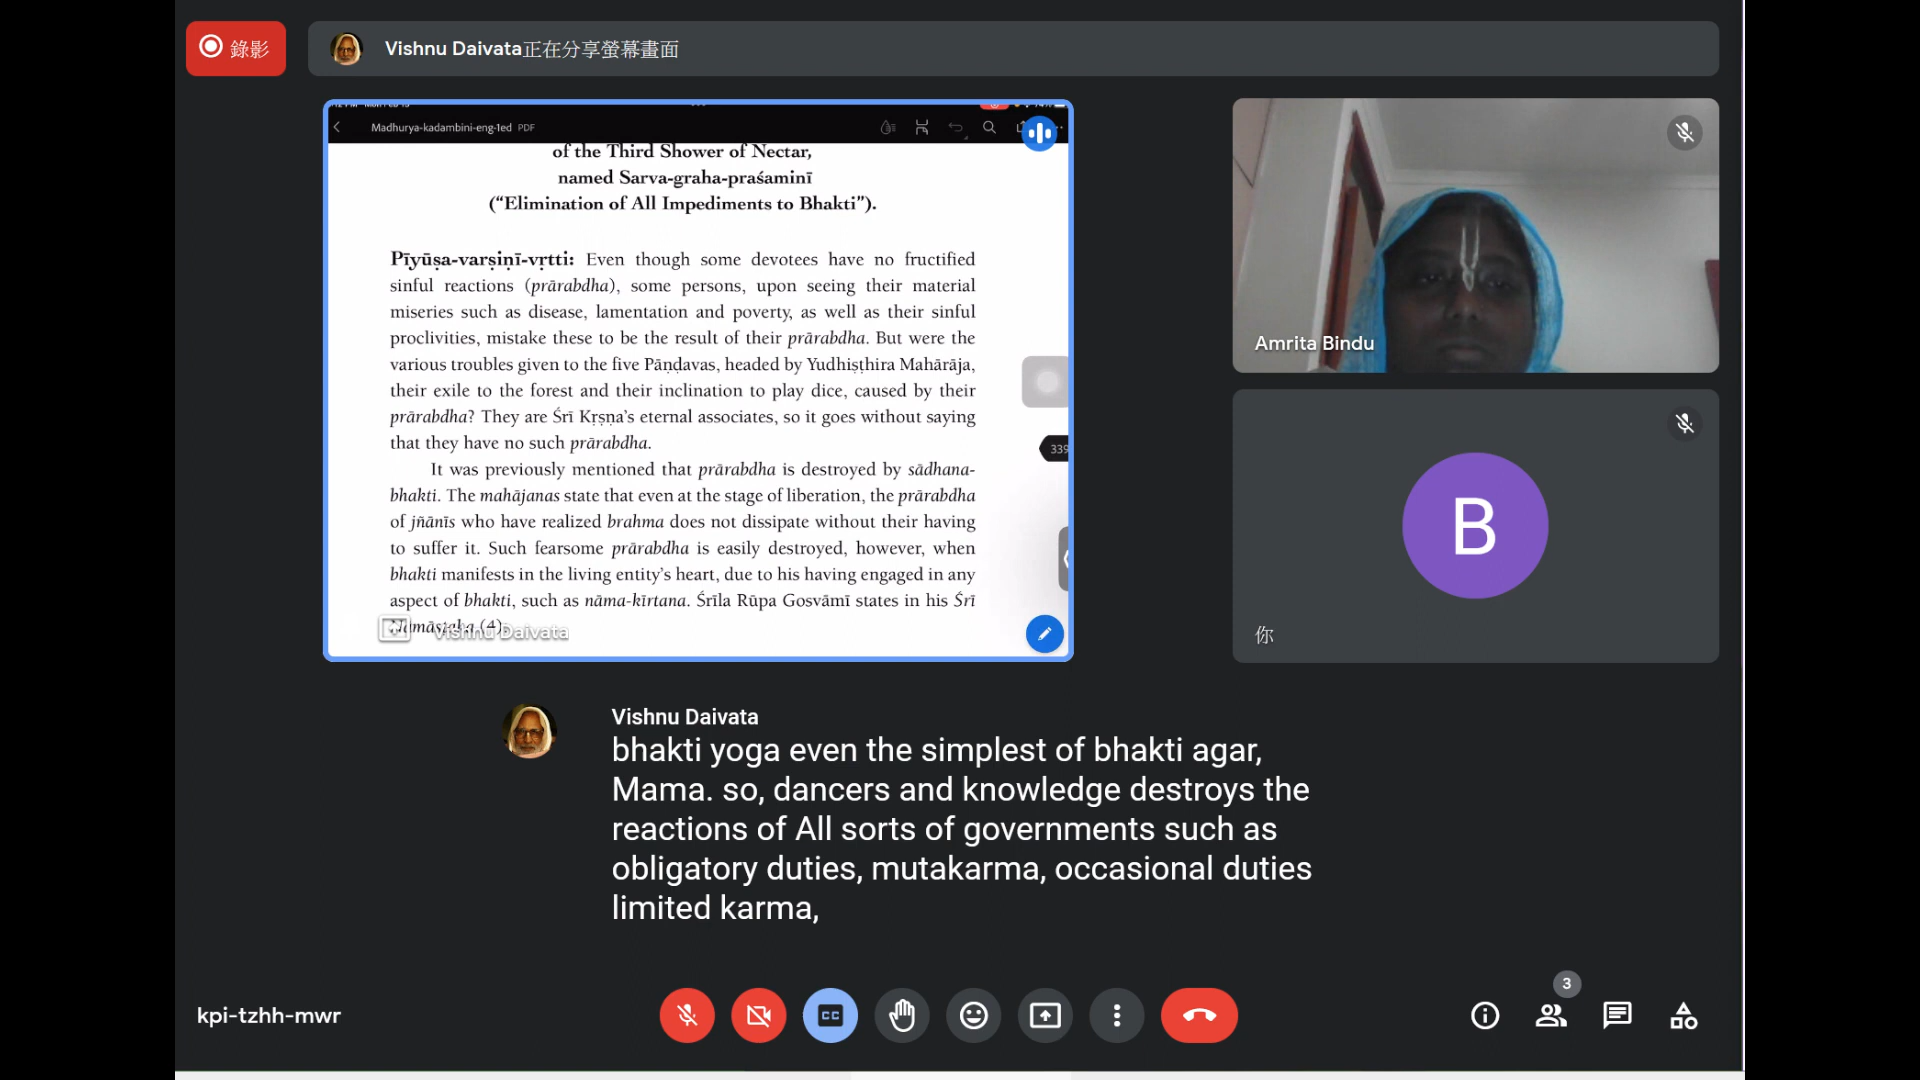 錄影
Vishnu Daivata正在分享螢幕畫面
Madhurya-kadambini-eng-1ed PDF
of the Third Shower of Nectar,
named Sarva-graha-praśaminī
(“Elimination of All Impediments to Bhakti”).
Pīyūṣa-varṣiṇī-vṛtti: Even though some devotees have no fructified
sinful reactions (prārabdha), some persons, upon seeing their material
miseries such as disease, lamentation and poverty, as well as their sinful
proclivities, mistake these to be the result of their prārabdha. But were the
various troubles given to the five Pāṇḍavas, headed by Yudhiṣṭhira Mahārāja,
their exile to the forest and their inclination to play dice, caused by their
prārabdha? They are Śrī Kṛṣṇa’s eternal associates, so it goes without saying
that they have no such prārabdha.
It was previously mentioned that prārabdha is destroyed by sādhana-
bhakti. The mahājanas state that even at the stage of liberation, the prārabdha
of jñānīs who have realized brahma does not dissipate without their having
to suffer it. Such fearsome prārabdha is easily destroyed, however, when
bhakti manifests in the living entity’s heart, due to his having engaged in any
aspect of bhakti, such as nāma-kīrtana. Śrīla Rūpa Gosvāmī states in his Śrī
(4)
Vishnu Daivata
339
Amrita Bindu
B
你
Vishnu Daivata
bhakti yoga even the simplest of bhakti agar,
Mama. so, dancers and knowledge destroys the
reactions of All sorts of governments such as
obligatory duties, mutakarma, occasional duties
limited karma,
kpi-tzhh-mwr
CC
3